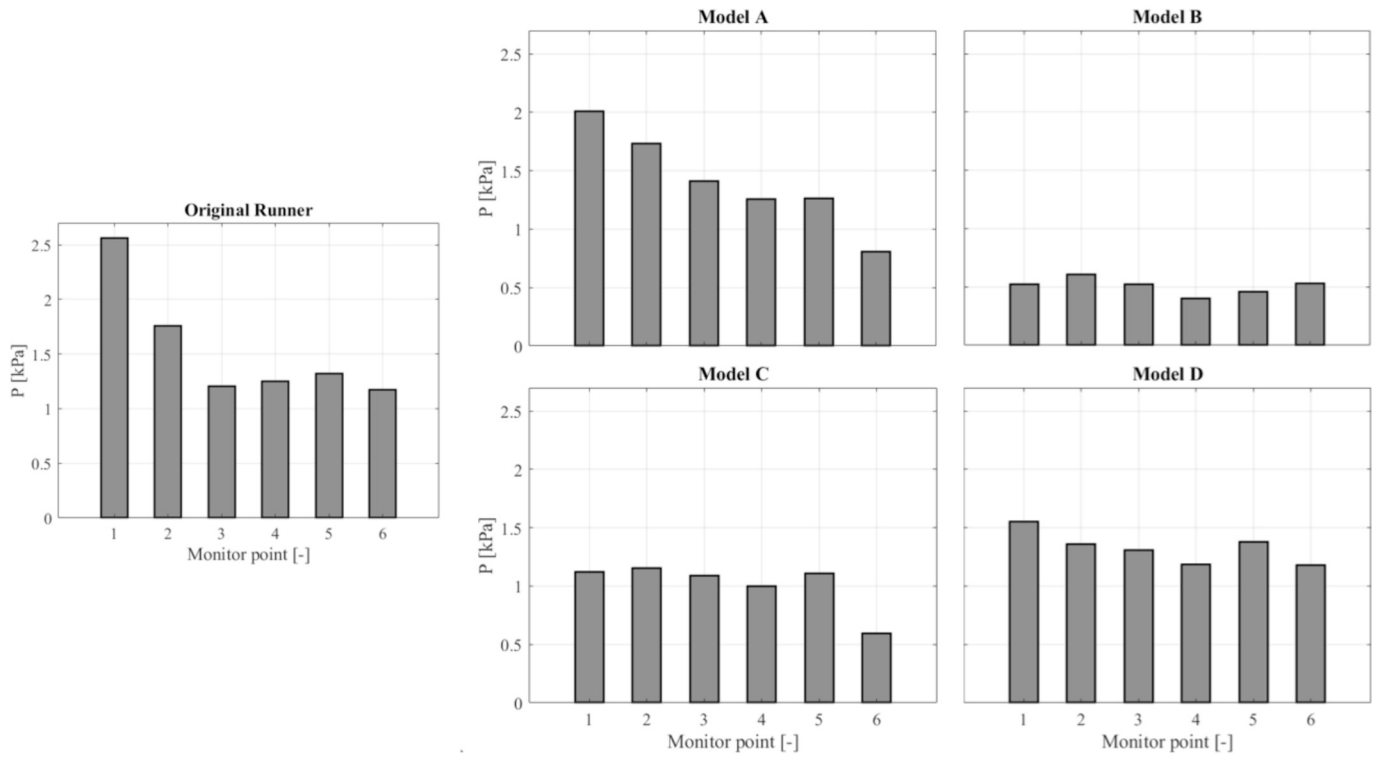 Original Runner
P [kPa]
2.5
2
1.5
1
0.5
0
1 2 3 4 5 6
Monitor point [-]
Model A
P [kPa]
2.5
2
1.5
1
0.5
0
Model B
Model C
P [kPa]
2.5
2
1.5
1
0.5
0
1 2 3 4 5 6
Monitor point [-]
Model D
1 2 3 4 5 6
Monitor point [-]